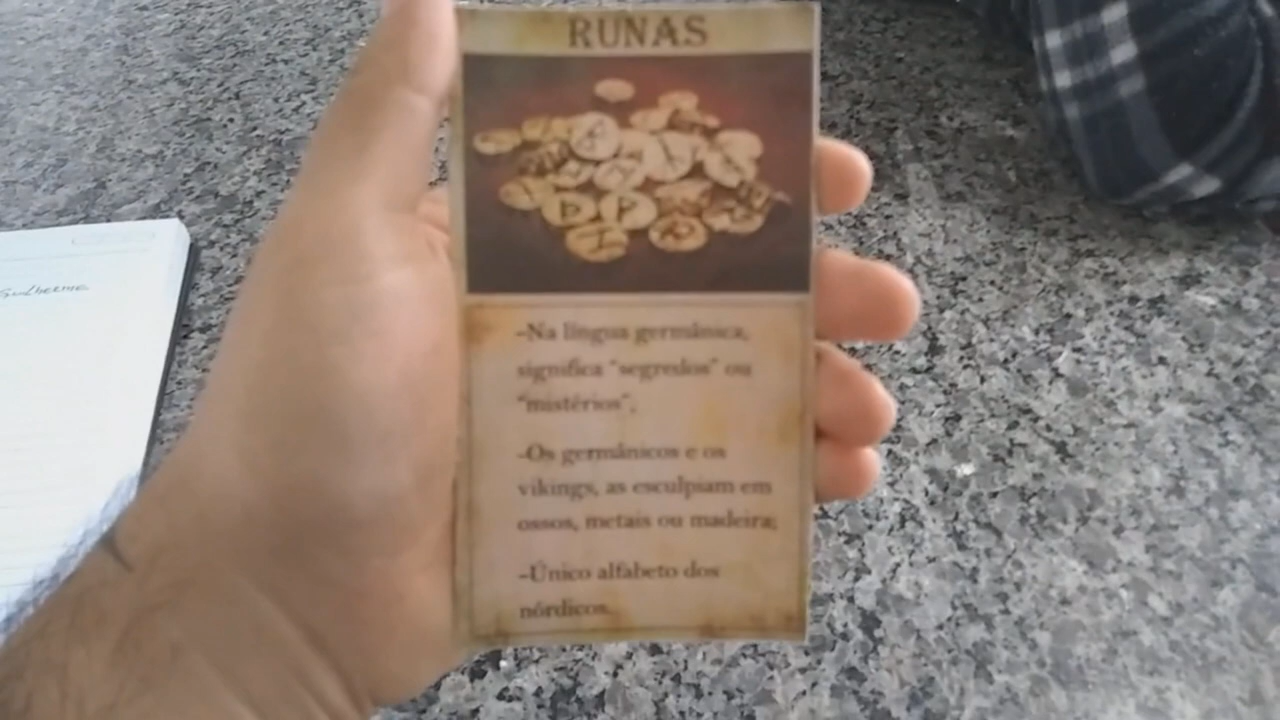 RUNAS
-Na língua germânica,
significa "segredos" ou
"mistérios";
-Os germânicos e os
vikings, as esculpiam em
ossos, metais ou madeira;
-Único alfabeto dos
nórdicos.
Guilherme